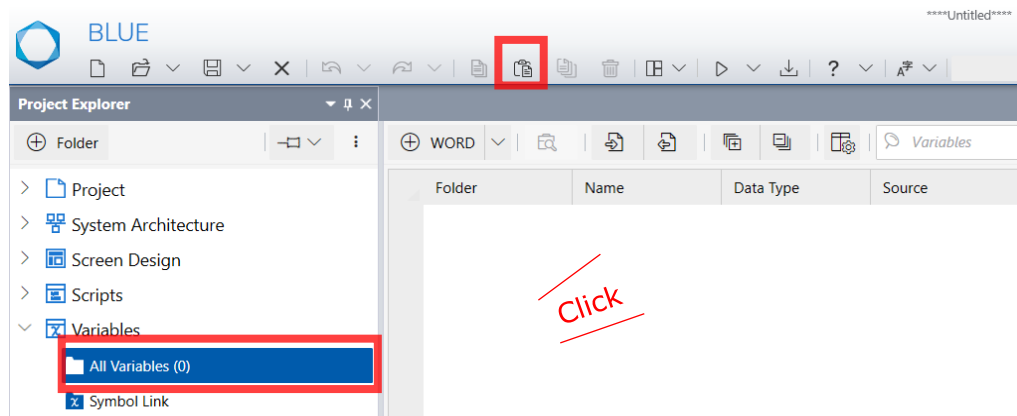 ****Untitled****
BLUE
Project Explorer
Folder
WORD
Variables
Folder Name Data Type Source
Project
System Architecture
Screen Design
Scripts
Variables
All Variables (0)
Symbol Link
Click